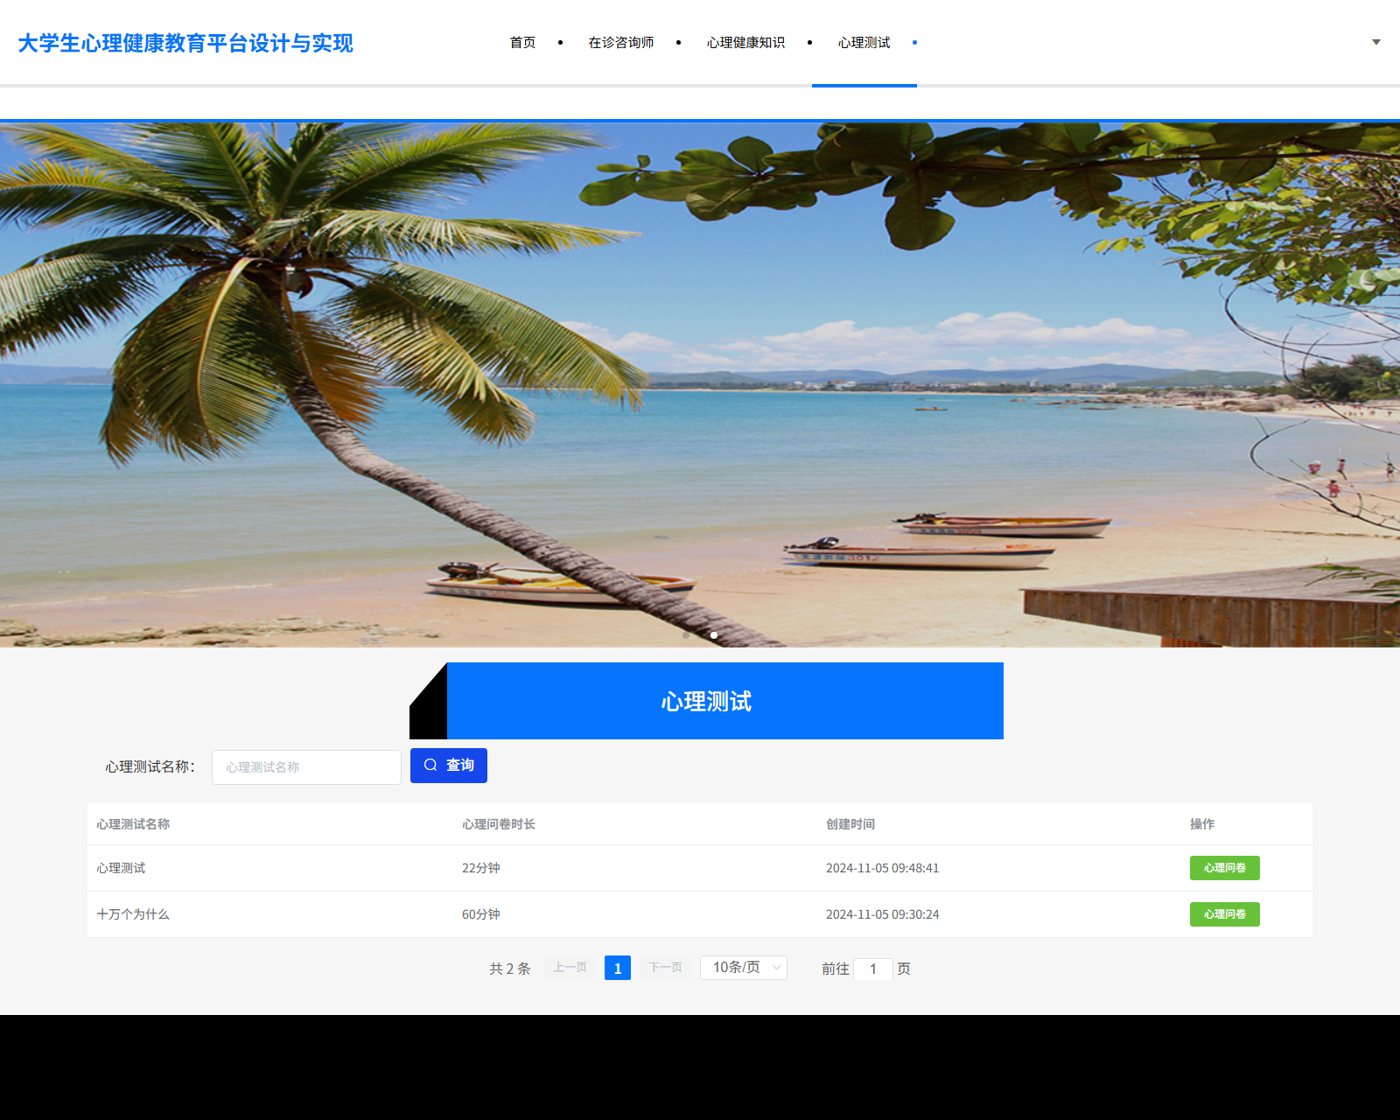 大学生心理健康教育平台设计与实现
首页 • 在诊咨询师 • 心理健康知识 • 心理测试 •
心理测试
心理测试名称： 心理测试名称 查询
心理测试名称 心理问卷时长 创建时间 操作
心理测试 22分钟 2024-11-05 09:48:41 心理问卷
十万个为什么 60分钟 2024-11-05 09:30:24 心理问卷
共 2 条 上一页 1 下一页 10条/页 前往 1 页